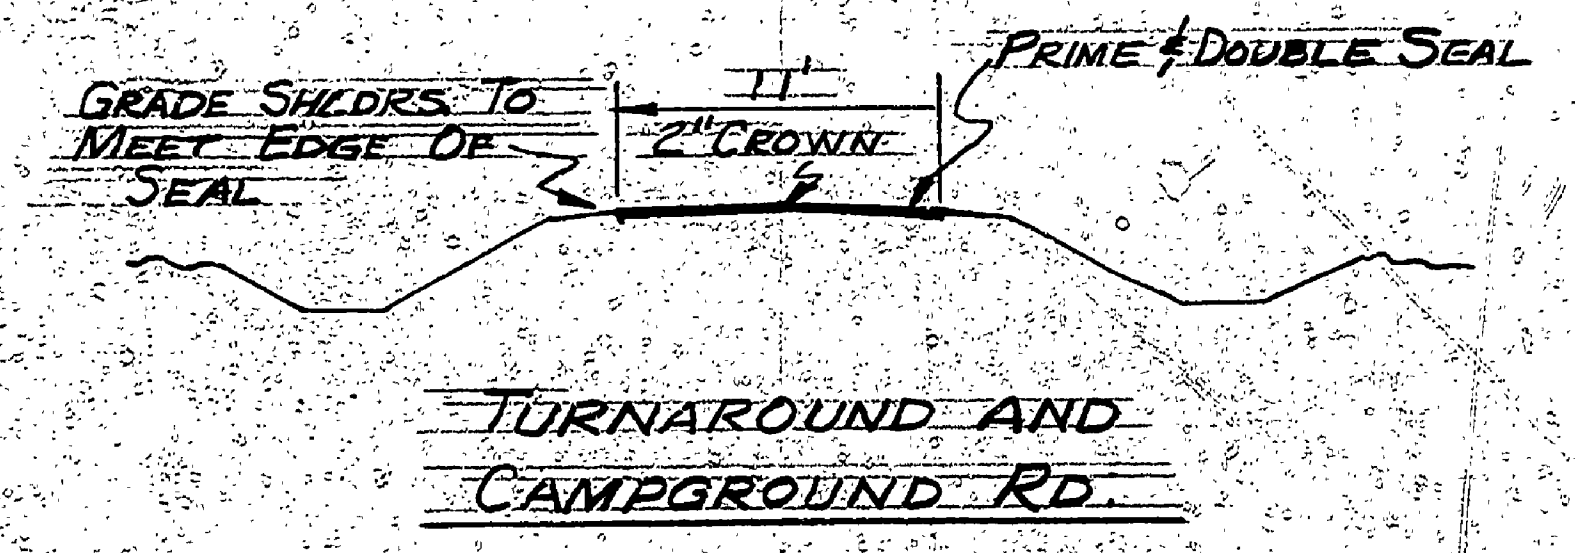 GRADE SHLDRS. TO
MEET EDGE OF
SEAL
11'
2" CROWN
PRIME & DOUBLE SEAL
TURNAROUND AND
CAMPGROUND RD.